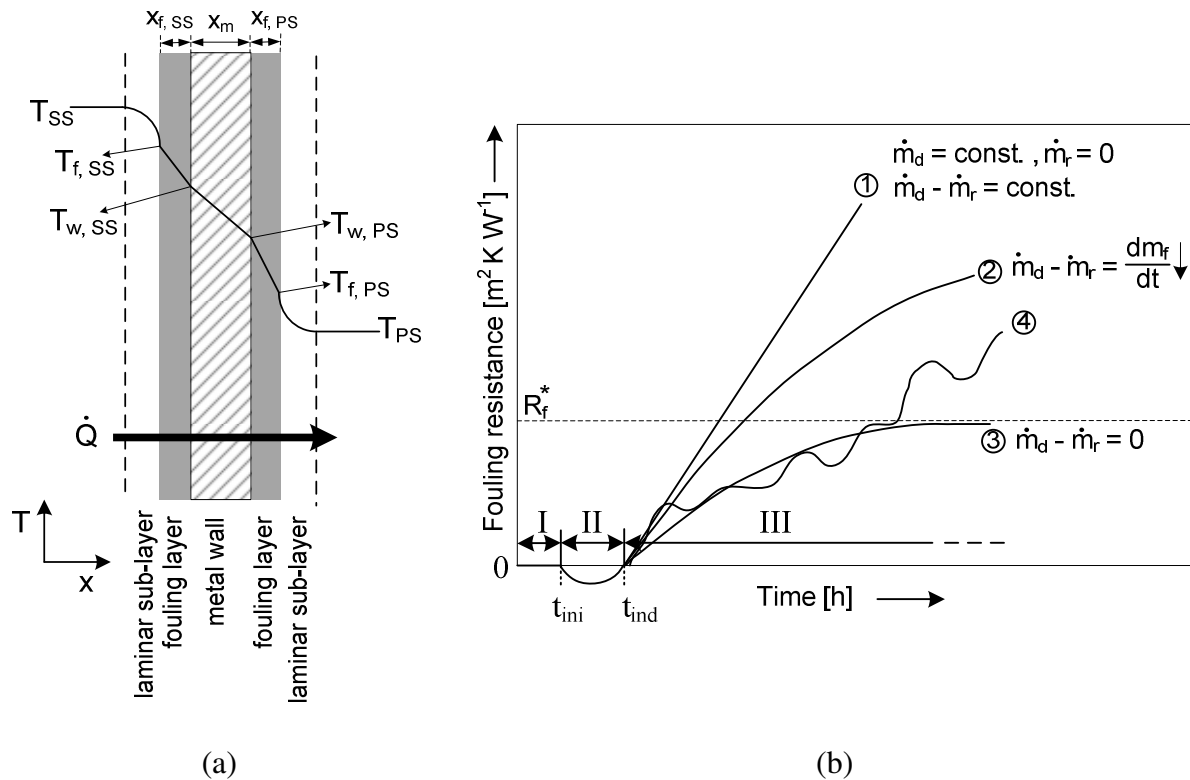 x_f, SS x_m x_f, PS
T_SS
T_f, SS
T_w, SS
T_w, PS
T_f, PS
T_PS
Q̇
T
x
laminar sub-layer
fouling layer
metal wall
fouling layer
laminar sub-layer
(a)
Fouling resistance [m² K W⁻¹]
ṁ_d = const. , ṁ_r = 0
① ṁ_d - ṁ_r = const.
② ṁ_d - ṁ_r = dm_f/dt ↓
④
R_f^*
③ ṁ_d - ṁ_r = 0
I II III
0
t_ini t_ind
Time [h]
(b)